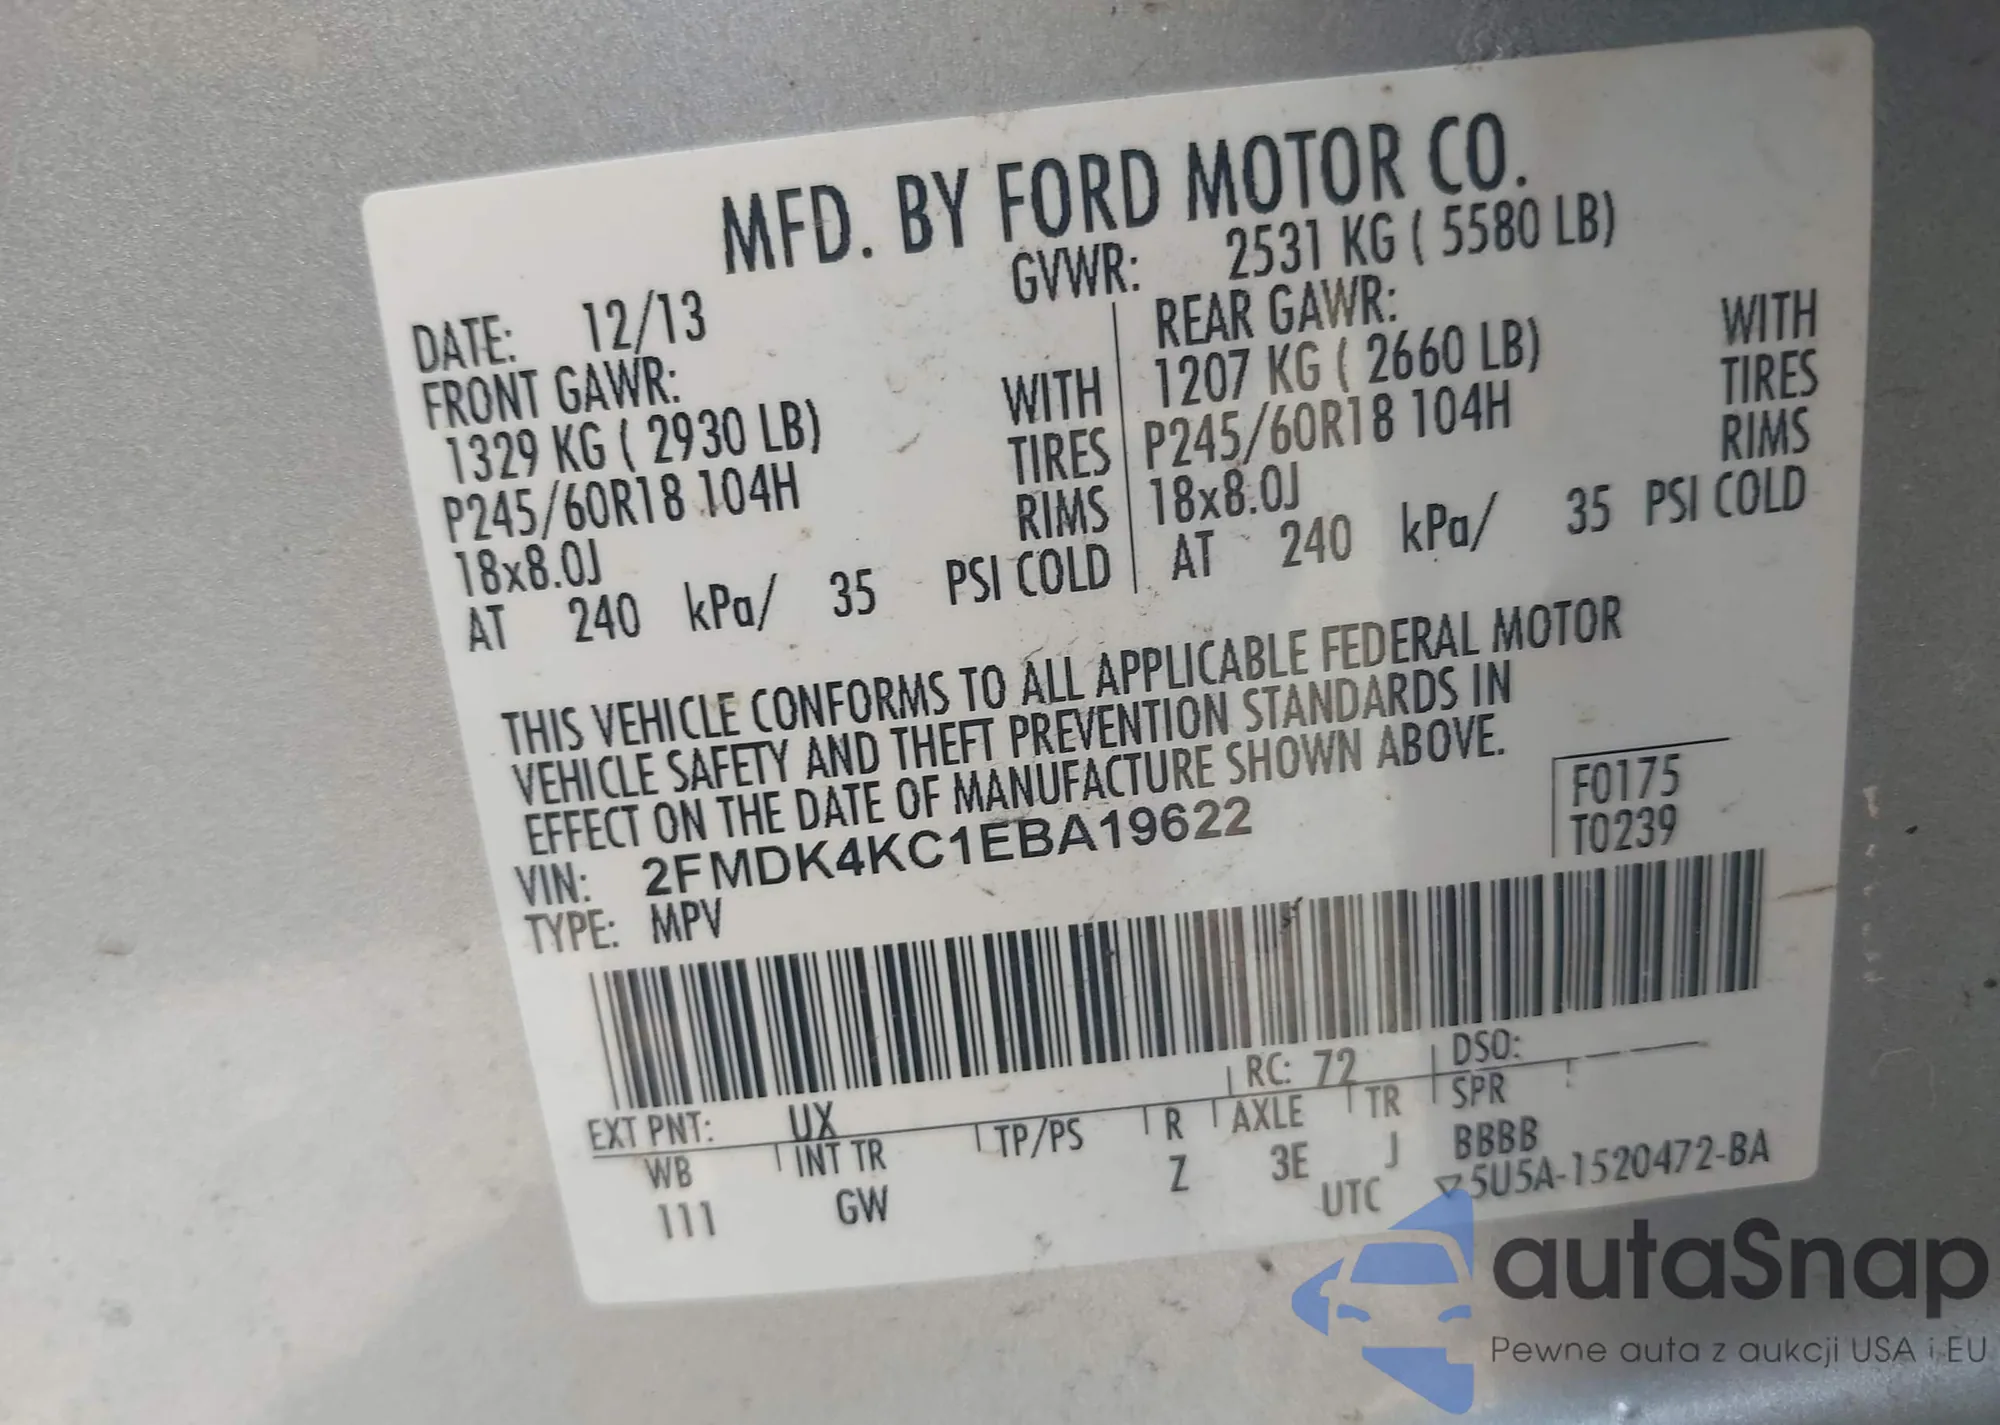 MFD. BY FORD MOTOR CO.
DATE: 12/13 GVWR: 2531 KG ( 5580 LB)
FRONT GAWR: REAR GAWR:
1329 KG ( 2930 LB) WITH 1207 KG ( 2660 LB) WITH
P245/60R18 104H TIRES P245/60R18 104H TIRES
18x8.0J RIMS 18x8.0J RIMS
AT 240 kPa/ 35 PSI COLD AT 240 kPa/ 35 PSI COLD
THIS VEHICLE CONFORMS TO ALL APPLICABLE FEDERAL MOTOR
VEHICLE SAFETY AND THEFT PREVENTION STANDARDS IN
EFFECT ON THE DATE OF MANUFACTURE SHOWN ABOVE.
VIN: 2FMDK4KC1EBA19622
TYPE: MPV
F0175
T0239
EXT PNT: UX RC: 72 DSO:
WB INT TR TP/PS R AXLE TR SPR
111 GW Z 3E J BBBB
UTC ▽5U5A-1520472-BA
autaSnap
Pewne auta z aukcji USA i EU